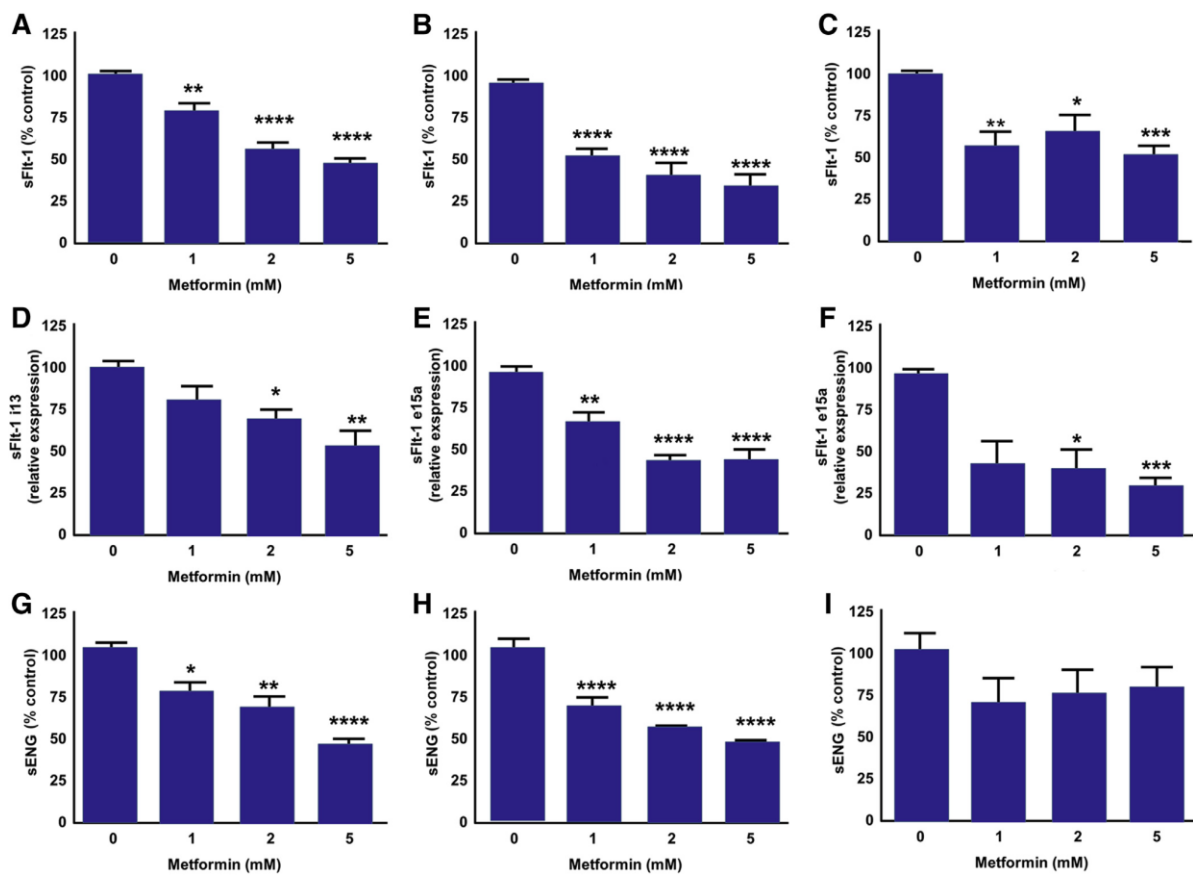 A
sFlt-1 (% control)
125
100
75
50
25
0
**
****
****
0 1 2 5
Metformin (mM)
B
sFlt-1 (% control)
125
100
75
50
25
0
****
****
****
0 1 2 5
Metformin (mM)
C
sFlt-1 (% control)
125
100
75
50
25
0
**
*
***
0 1 2 5
Metformin (mM)
D
sFlt-1 i13
(relative exspression)
125
100
75
50
25
0
*
**
0 1 2 5
Metformin (mM)
E
sFlt-1 e15a
(relative exspression)
125
100
75
50
25
0
**
****
****
0 1 2 5
Metformin (mM)
F
sFlt-1 e15a
(relative exspression)
125
100
75
50
25
0
*
***
0 1 2 5
G
sENG (% control)
125
100
75
50
25
0
*
**
****
0 1 2 5
Metformin (mM)
H
sENG (% control)
125
100
75
50
25
0
****
****
****
0 1 2 5
Metformin (mM)
I
sENG (% control)
125
100
75
50
25
0
0 1 2 5
Metformin (mM)